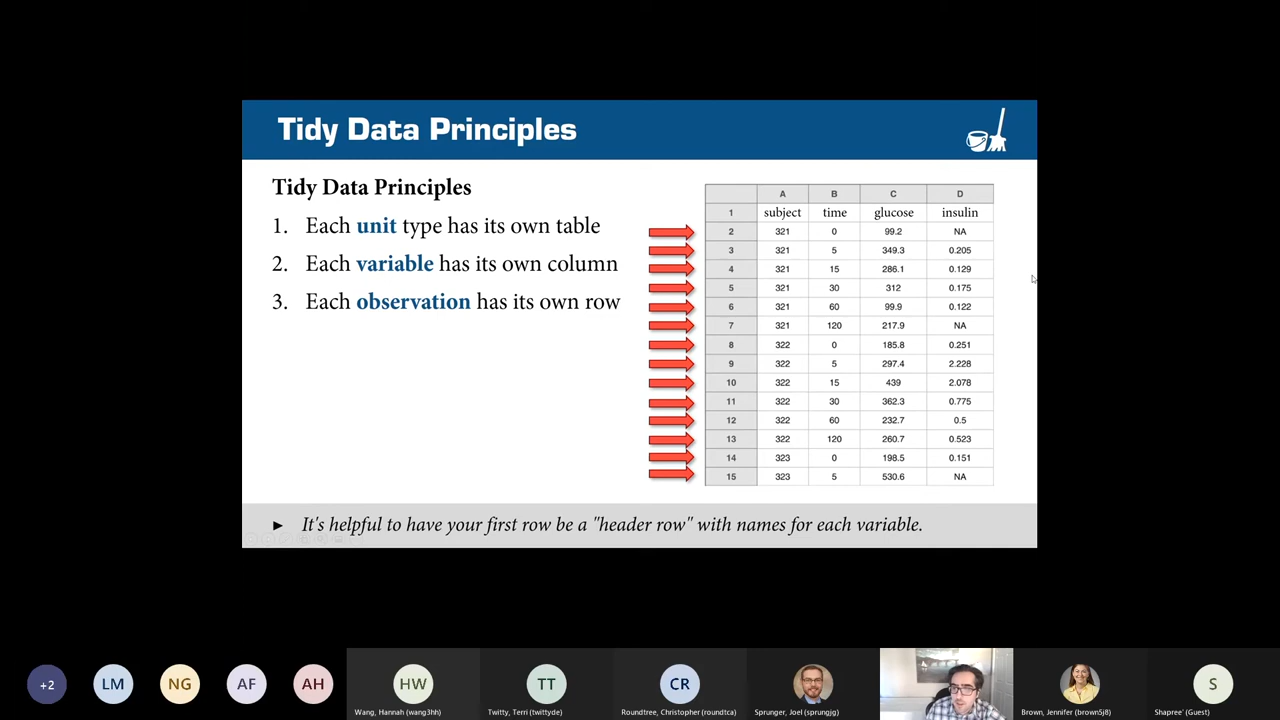 Tidy Data Principles
Tidy Data Principles
1. Each unit type has its own table
2. Each variable has its own column
3. Each observation has its own row
A B C D
1 subject time glucose insulin
2 321 0 99.2 NA
3 321 5 349.3 0.205
4 321 15 286.1 0.129
5 321 30 312 0.175
6 321 60 99.9 0.122
7 321 120 217.9 NA
8 322 0 185.8 0.251
9 322 5 297.4 2.228
10 322 15 439 2.078
11 322 30 362.3 0.775
12 322 60 232.7 0.5
13 322 120 260.7 0.523
14 323 0 198.5 0.151
15 323 5 530.6 NA
► It's helpful to have your first row be a "header row" with names for each variable.
+2 LM NG AF AH HW TT CR S
Wang, Hannah (wang3hh) Twitty, Terri (twittyde) Roundtree, Christopher (roundtca) Sprunger, Joel (sprungjg) Brown, Jennifer (brown5j8) Shapree' (Guest)